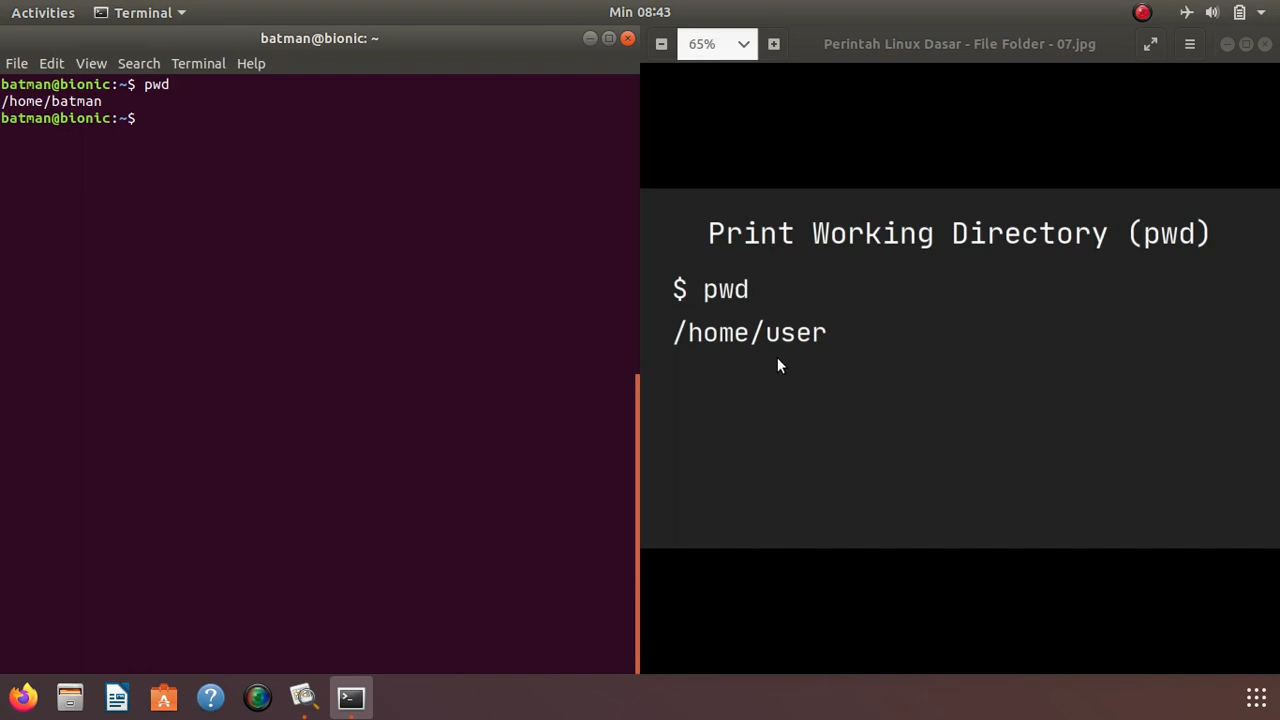 Activities Terminal Min 08:43
batman@bionic: ~
File Edit View Search Terminal Help
batman@bionic:~$ pwd
/home/batman
batman@bionic:~$
65% Perintah Linux Dasar - File Folder - 07.jpg
Print Working Directory (pwd)
$ pwd
/home/user